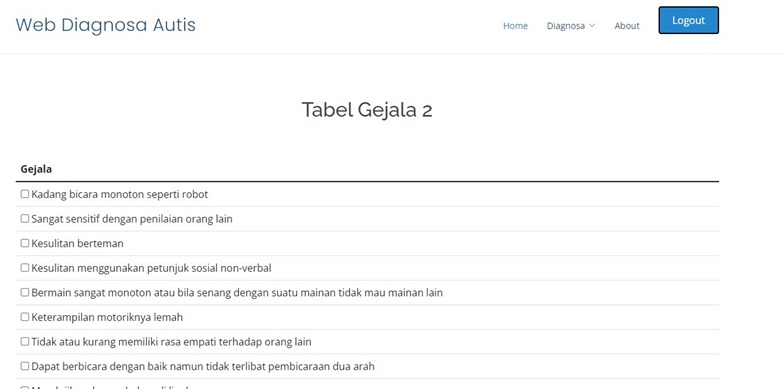 Web Diagnosa Autis
Home Diagnosa About Logout
Tabel Gejala 2
Gejala
Kadang bicara monoton seperti robot
Sangat sensitif dengan penilaian orang lain
Kesulitan berteman
Kesulitan menggunakan petunjuk sosial non-verbal
Bermain sangat monoton atau bila senang dengan suatu mainan tidak mau mainan lain
Keterampilan motoriknya lemah
Tidak atau kurang memiliki rasa empati terhadap orang lain
Dapat berbicara dengan baik namun tidak terlibat pembicaraan dua arah